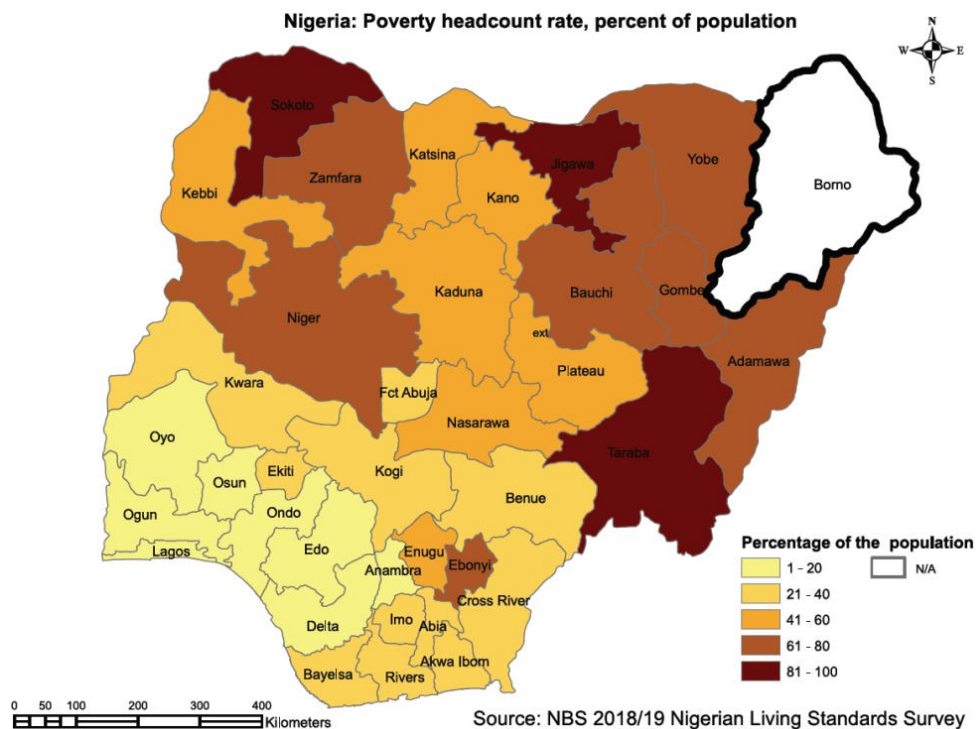 Nigeria: Poverty headcount rate, percent of population
N
W E
S
Sokoto
Katsina
Jigawa
Yobe
Zamfara
Borno
Kebbi
Kano
Kaduna
Bauchi
Gombe
Niger
ext
Adamawa
Plateau
Kwara
Fct Abuja
Nasarawa
Oyo
Taraba
Kogi
Ekiti
Osun
Benue
Ogun
Ondo
Lagos
Edo
Enugu
Ebonyi
Anambra
Cross River
Delta
Imo
Abia
Akwa Ibom
Bayelsa
Rivers
Percentage of the population
1 - 20
N/A
21 - 40
41 - 60
61 - 80
81 - 100
0 50 100 200 300 400
Kilometers
Source: NBS 2018/19 Nigerian Living Standards Survey